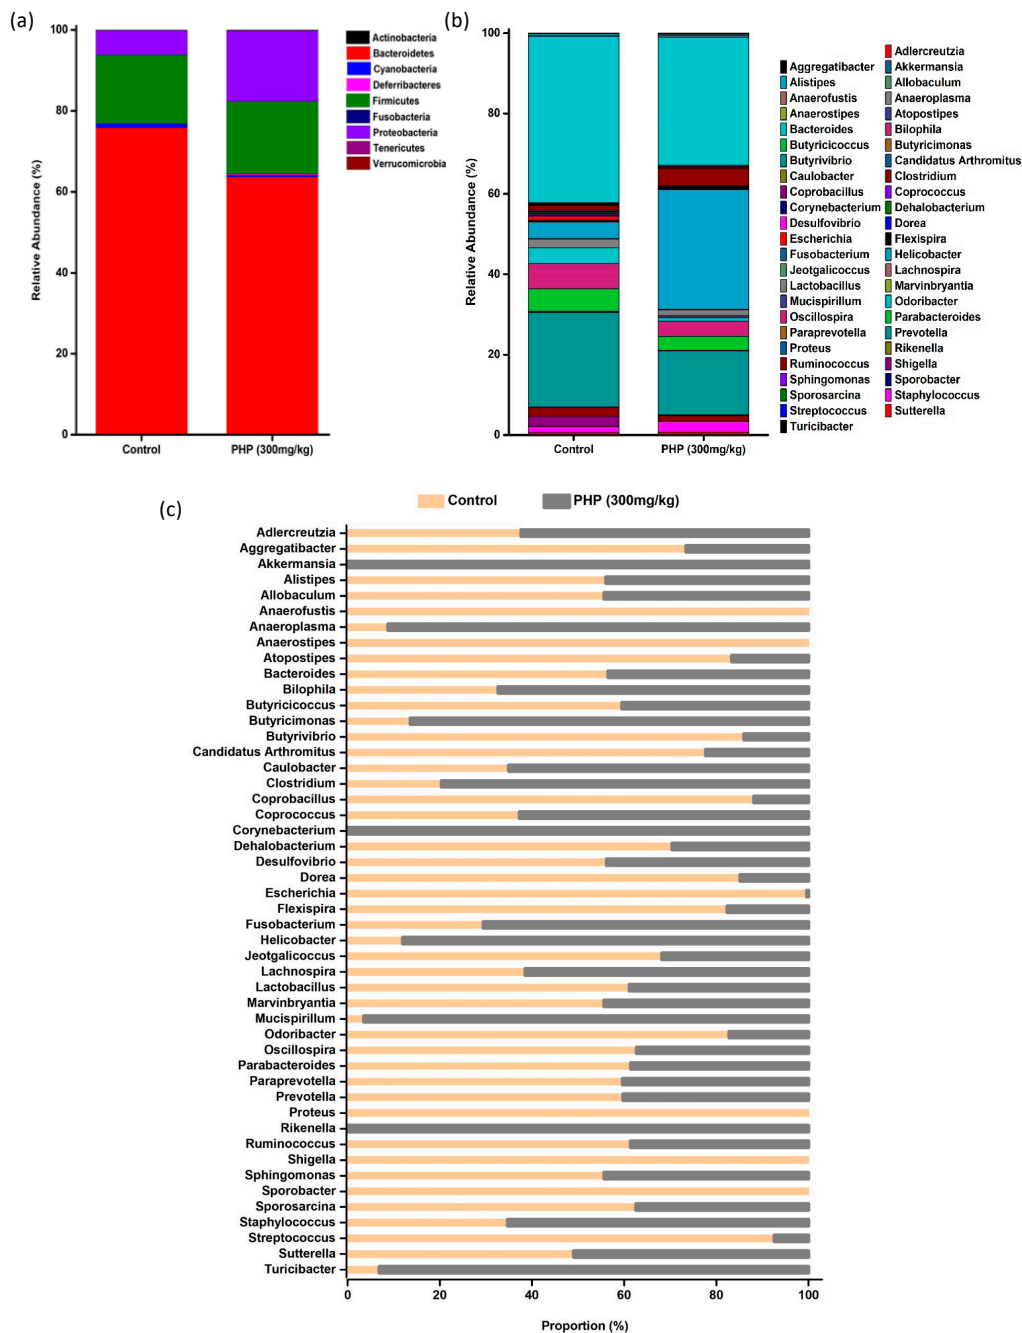 (a)
100
80
60
40
20
0
Relative Abundance (%)
Control
PHP (300mg/kg)
Actinobacteria
Bacteroidetes
Cyanobacteria
Deferribacteres
Firmicutes
Fusobacteria
Proteobacteria
Tenericutes
Verrucomicrobia
(b)
100
80
60
40
20
0
Relative Abundance (%)
Control
PHP (300mg/kg)
Adlercreutzia
Aggregatibacter Akkermansia
Alistipes Allobaculum
Anaerofustis Anaeroplasma
Anaerostipes Atopostipes
Bacteroides Bilophila
Butyricicoccus Butyricimonas
Butyrivibrio Candidatus Arthromitus
Caulobacter Clostridium
Coprobacillus Coprococcus
Corynebacterium Dehalobacterium
Desulfovibrio Dorea
Escherichia Flexispira
Fusobacterium Helicobacter
Jeotgalicoccus Lachnospira
Lactobacillus Marvinbryantia
Mucispirillum Odoribacter
Oscillospira Parabacteroides
Paraprevotella Prevotella
Proteus Rikenella
Ruminococcus Shigella
Sphingomonas Sporobacter
Sporosarcina Staphylococcus
Streptococcus Sutterella
Turicibacter
(c)
Control PHP (300mg/kg)
Adlercreutzia
Aggregatibacter
Akkermansia
Alistipes
Allobaculum
Anaerofustis
Anaeroplasma
Anaerostipes
Atopostipes
Bacteroides
Bilophila
Butyricicoccus
Butyricimonas
Butyrivibrio
Candidatus Arthromitus
Caulobacter
Clostridium
Coprobacillus
Coprococcus
Corynebacterium
Dehalobacterium
Desulfovibrio
Dorea
Escherichia
Flexispira
Fusobacterium
Helicobacter
Jeotgalicoccus
Lachnospira
Lactobacillus
Marvinbryantia
Mucispirillum
Odoribacter
Oscillospira
Parabacteroides
Paraprevotella
Prevotella
Proteus
Rikenella
Ruminococcus
Shigella
Sphingomonas
Sporobacter
Sporosarcina
Staphylococcus
Streptococcus
Sutterella
Turicibacter
0 20 40 60 80 100
Proportion (%)